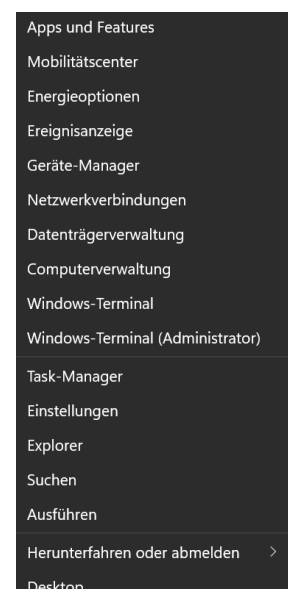 Apps und Features
Mobilitätscenter
Energieoptionen
Ereignisanzeige
Geräte-Manager
Netzwerkverbindungen
Datenträgerverwaltung
Computerverwaltung
Windows-Terminal
Windows-Terminal (Administrator)
Task-Manager
Einstellungen
Explorer
Suchen
Ausführen
Herunterfahren oder abmelden
Desktop